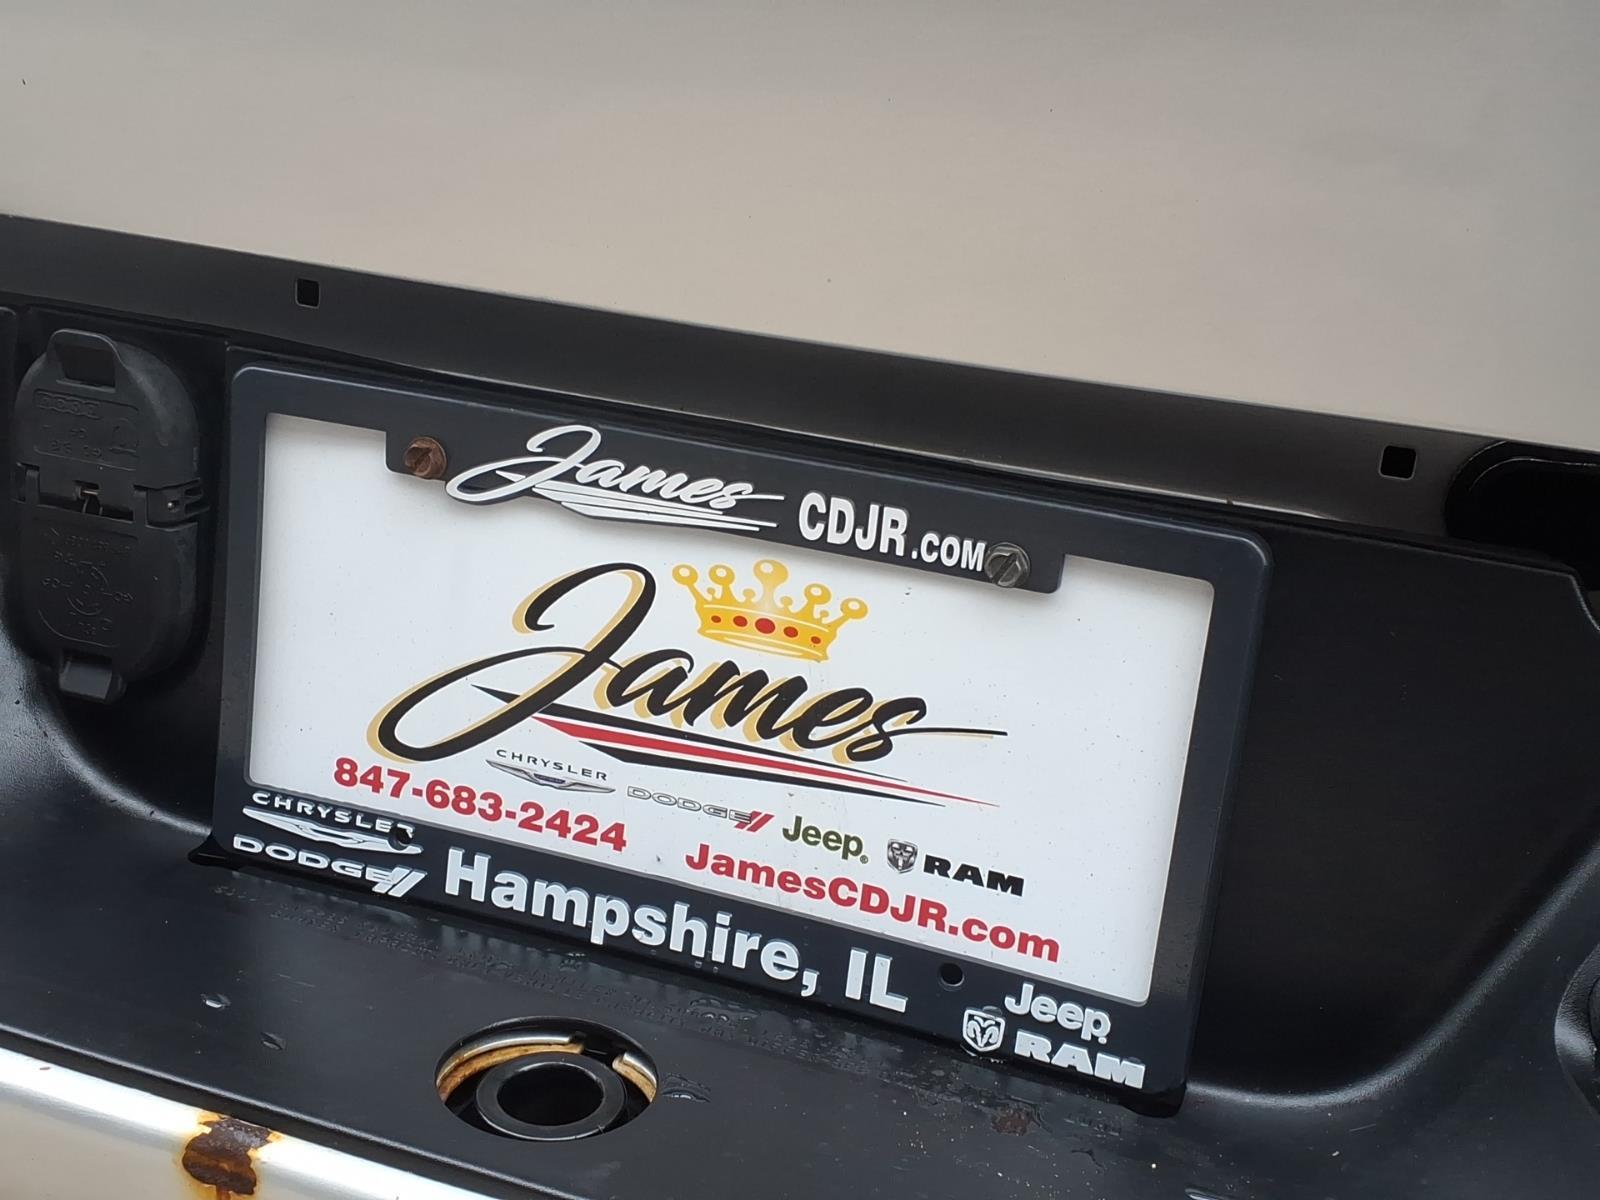 James CDJR.COM
James
CHRYSLER DODGE Jeep RAM
847-683-2424 JamesCDJR.com
CHRYSLER
DODGE
Hampshire, IL
Jeep
RAM